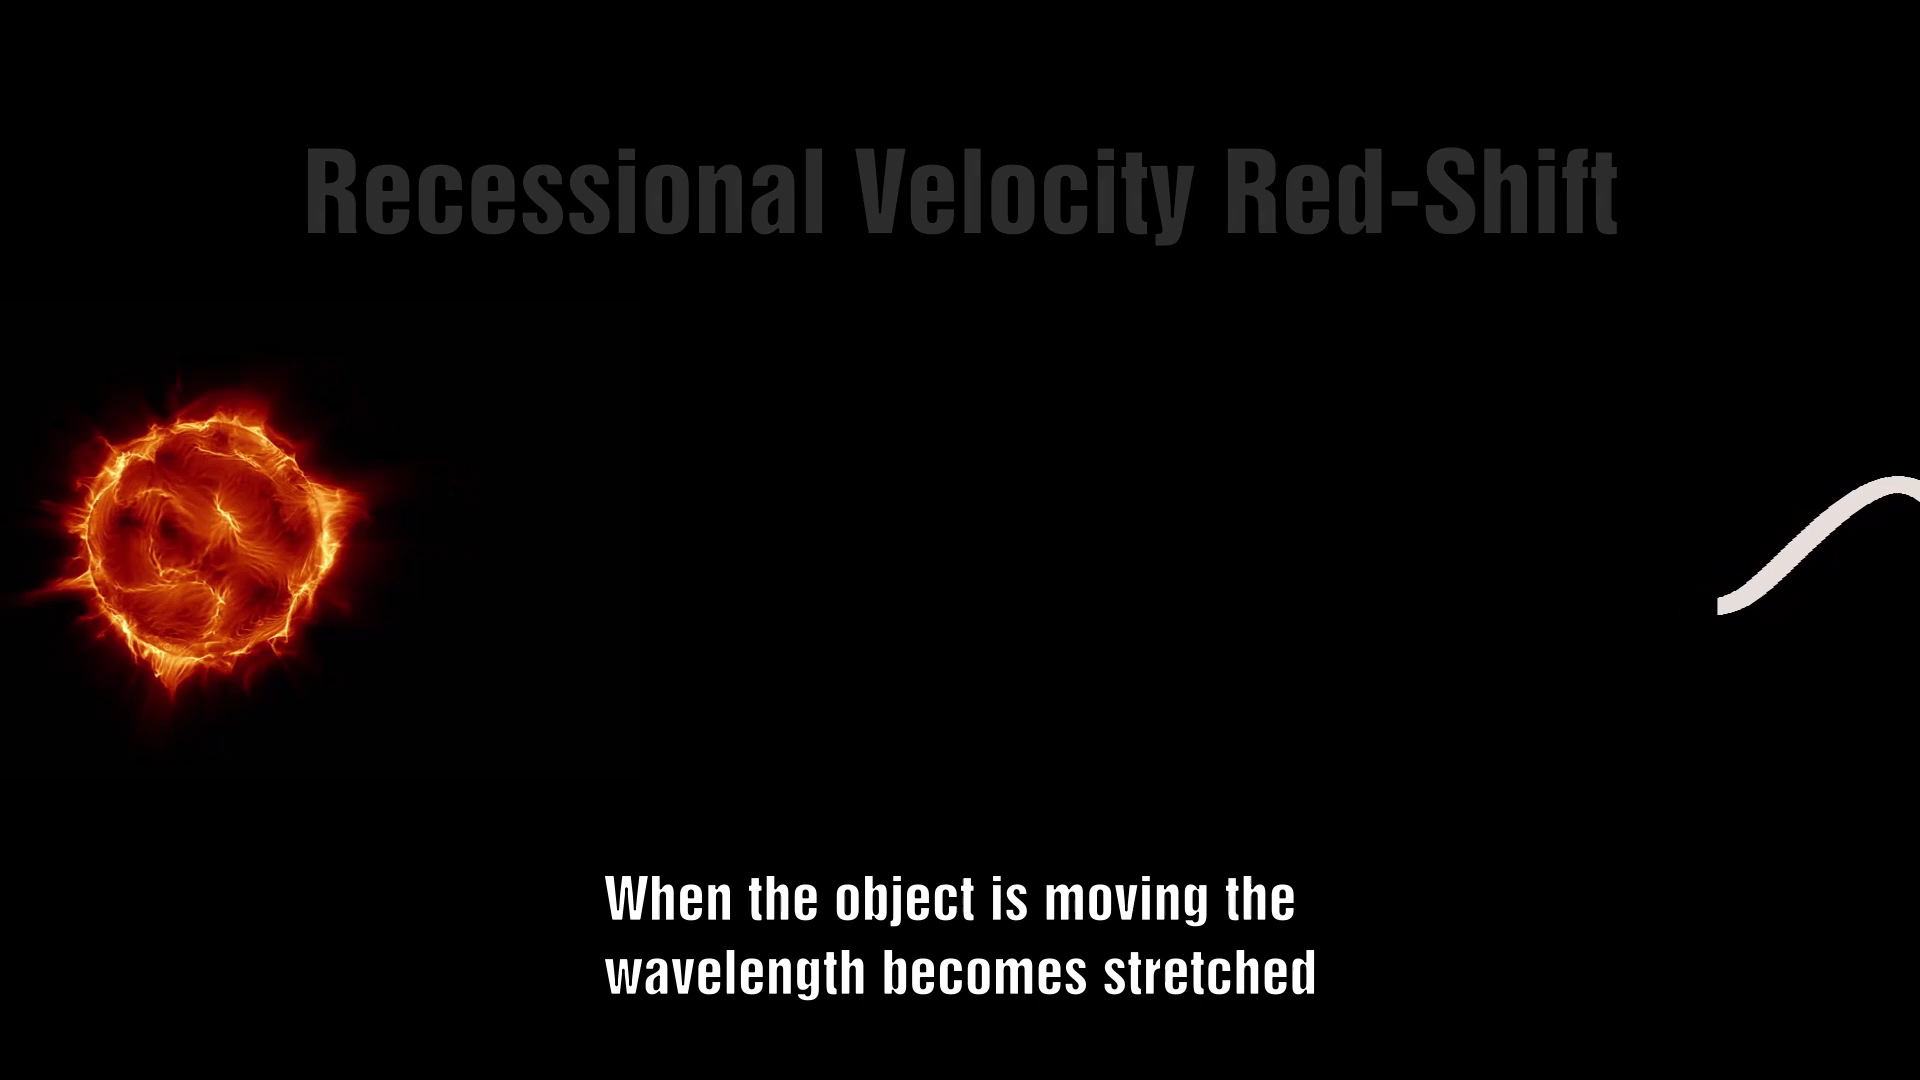 Recessional Velocity Red-Shift
When the object is moving the
wavelength becomes stretched